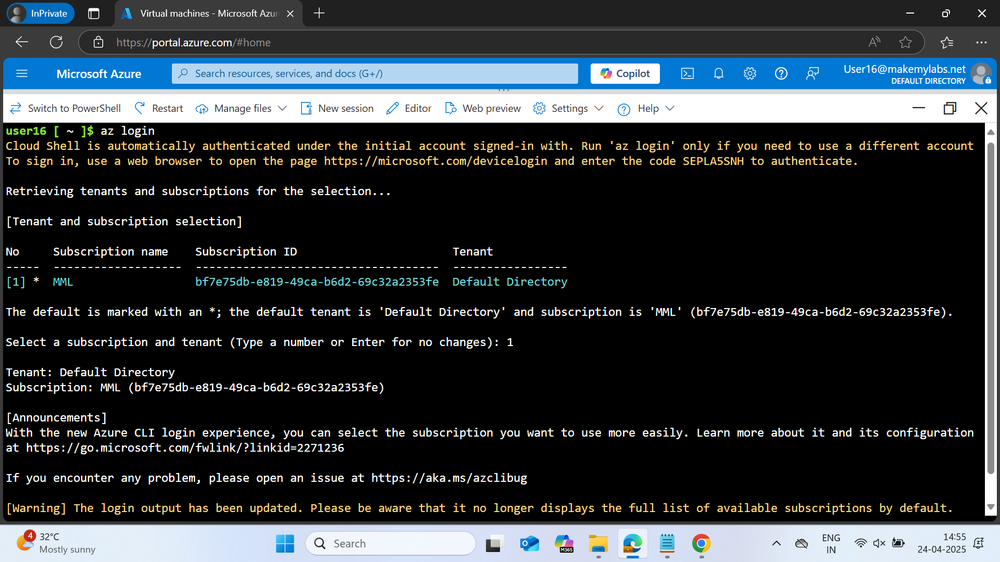 InPrivate
Virtual machines - Microsoft Azur
https://portal.azure.com/#home
Microsoft Azure
Search resources, services, and docs (G+/)
Copilot
User16@makemylabs.net
DEFAULT DIRECTORY
Switch to PowerShell
Restart
Manage files
New session
Editor
Web preview
Settings
Help
user16 [ ~ ]$ az login
Cloud Shell is automatically authenticated under the initial account signed-in with. Run 'az login' only if you need to use a different account
To sign in, use a web browser to open the page https://microsoft.com/devicelogin and enter the code SEPLA5SNH to authenticate.
Retrieving tenants and subscriptions for the selection...
[Tenant and subscription selection]
No Subscription name Subscription ID Tenant
----- ------------------- ------------------------------------ -----------------
[1] * MML bf7e75db-e819-49ca-b6d2-69c32a2353fe Default Directory
The default is marked with an *; the default tenant is 'Default Directory' and subscription is 'MML' (bf7e75db-e819-49ca-b6d2-69c32a2353fe).
Select a subscription and tenant (Type a number or Enter for no changes): 1
Tenant: Default Directory
Subscription: MML (bf7e75db-e819-49ca-b6d2-69c32a2353fe)
[Announcements]
With the new Azure CLI login experience, you can select the subscription you want to use more easily. Learn more about it and its configuration
at https://go.microsoft.com/fwlink/?linkid=2271236
If you encounter any problem, please open an issue at https://aka.ms/azclibug
[Warning] The login output has been updated. Please be aware that it no longer displays the full list of available subscriptions by default.
4
32°C
Mostly sunny
Search
M365
ENG
IN
14:55
24-04-2025